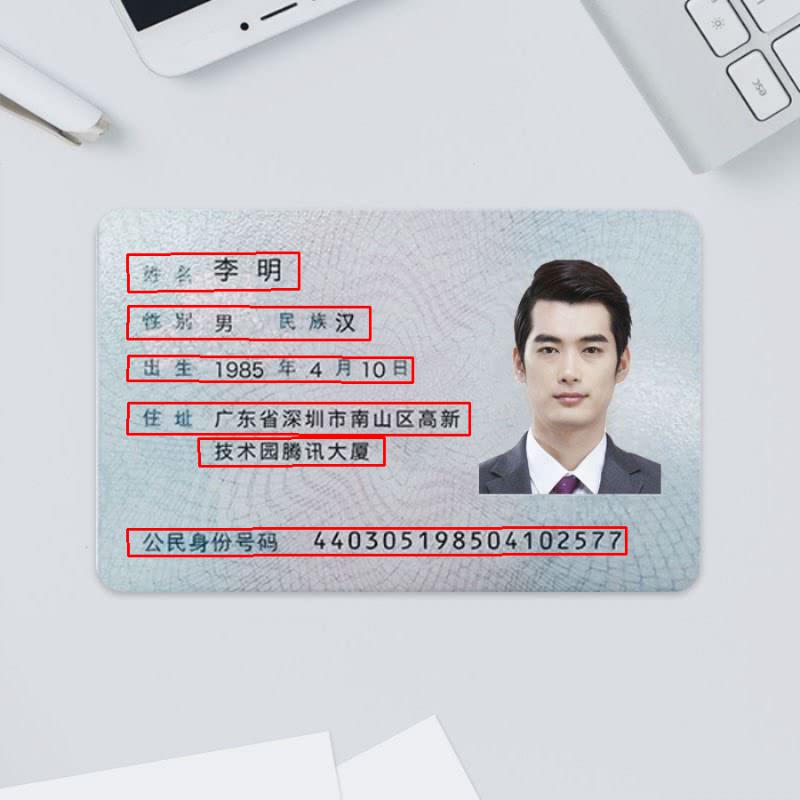 姓名 李明
性别 男 民族 汉
出生 1985 年 4 月 10 日
住址 广东省深圳市南山区高新
技术园腾讯大厦
公民身份号码 440305198504102577
esc